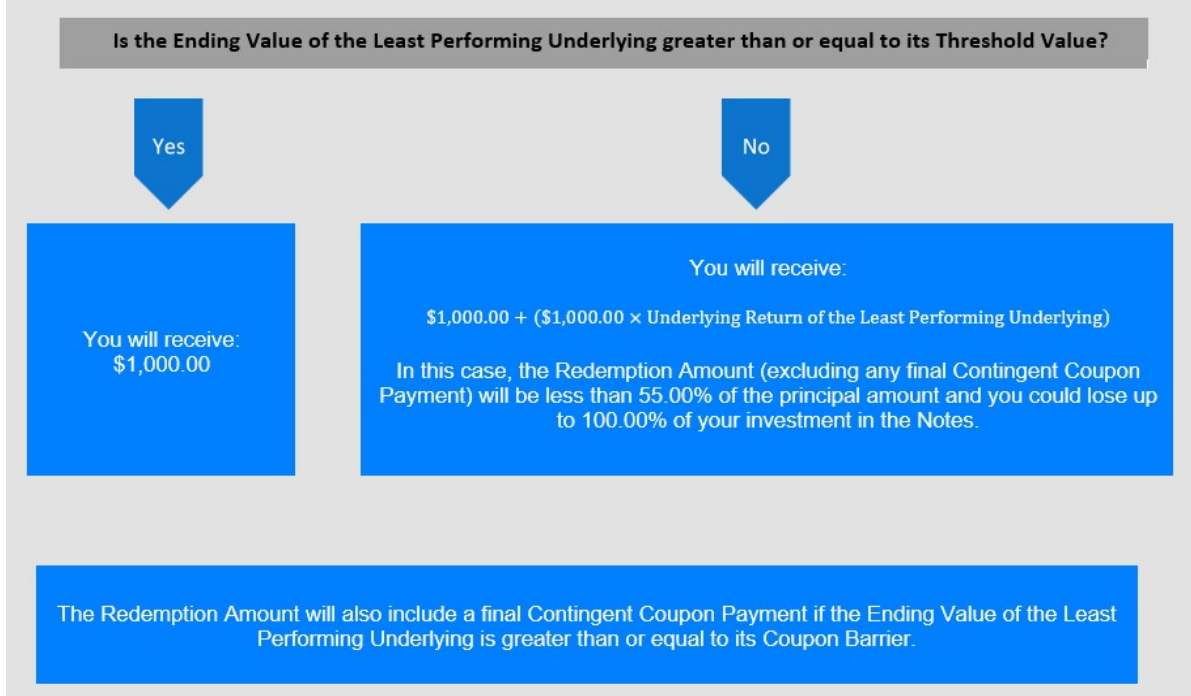 Is the Ending Value of the Least Performing Underlying greater than or equal to its Threshold Value?
Yes
No
You will receive:
$1,000.00
You will receive:
$1,000.00 + ($1,000.00 × Underlying Return of the Least Performing Underlying)
In this case, the Redemption Amount (excluding any final Contingent Coupon
Payment) will be less than 55.00% of the principal amount and you could lose up
to 100.00% of your investment in the Notes.
The Redemption Amount will also include a final Contingent Coupon Payment if the Ending Value of the Least
Performing Underlying is greater than or equal to its Coupon Barrier.